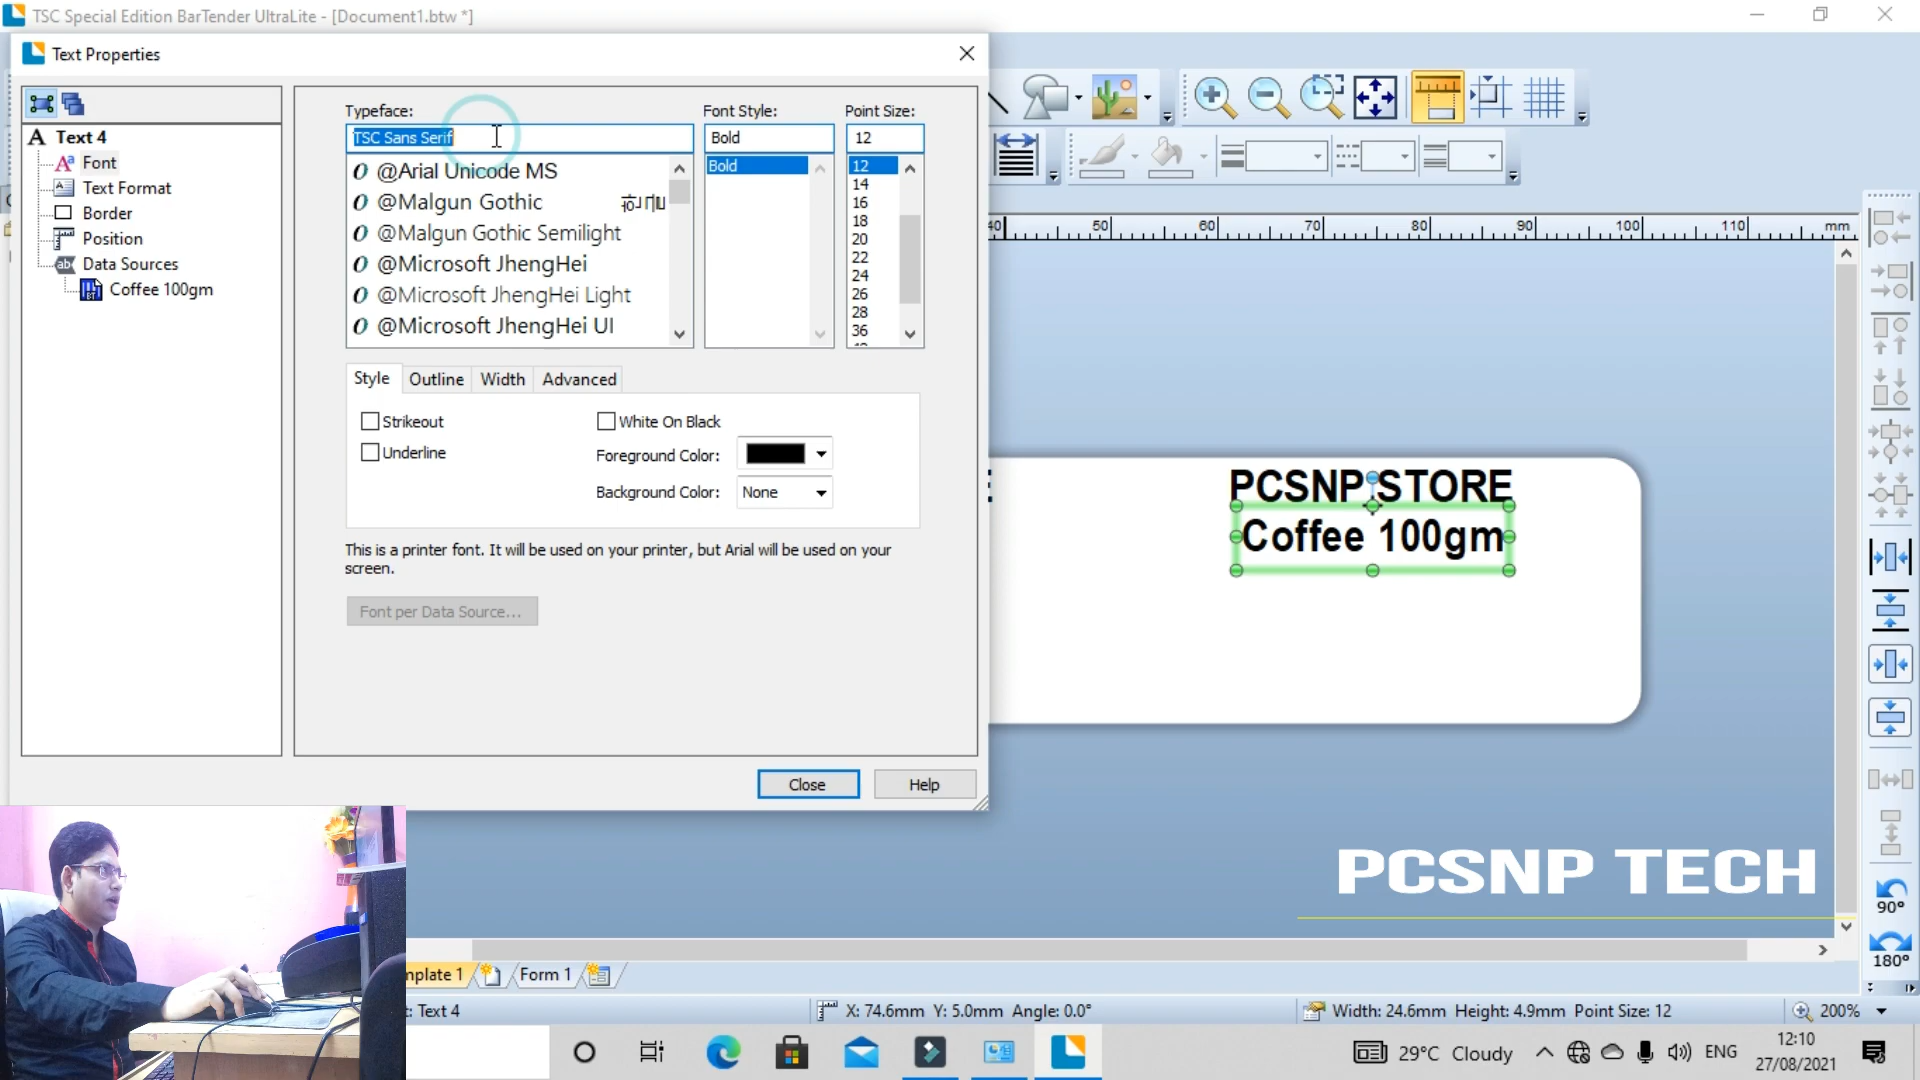 TSC Special Edition BarTender UltraLite - [Document1.btw *]
Text Properties
Text 4
Font
Text Format
Border
Position
Data Sources
Coffee 100gm
Typeface:
TSC Sans Serif
@Arial Unicode MS
@Malgun Gothic
@Malgun Gothic Semilight
@Microsoft JhengHei
@Microsoft JhengHei Light
@Microsoft JhengHei UI
Font Style:
Bold
Bold
Point Size:
12
12
14
16
18
20
22
24
26
28
36
Style Outline Width Advanced
Strikeout
Underline
White On Black
Foreground Color:
Background Color: None
This is a printer font. It will be used on your printer, but Arial will be used on your
screen.
Font per Data Source...
Close Help
40 50 60 70 80 90 100 110 mm
PCSNP STORE
Coffee 100gm
PCSNP TECH
90°
180°
mplate 1 Form 1
: Text 4 X: 74.6mm Y: 5.0mm Angle: 0.0° Width: 24.6mm Height: 4.9mm Point Size: 12 200%
29°C Cloudy ENG 12:10
27/08/2021